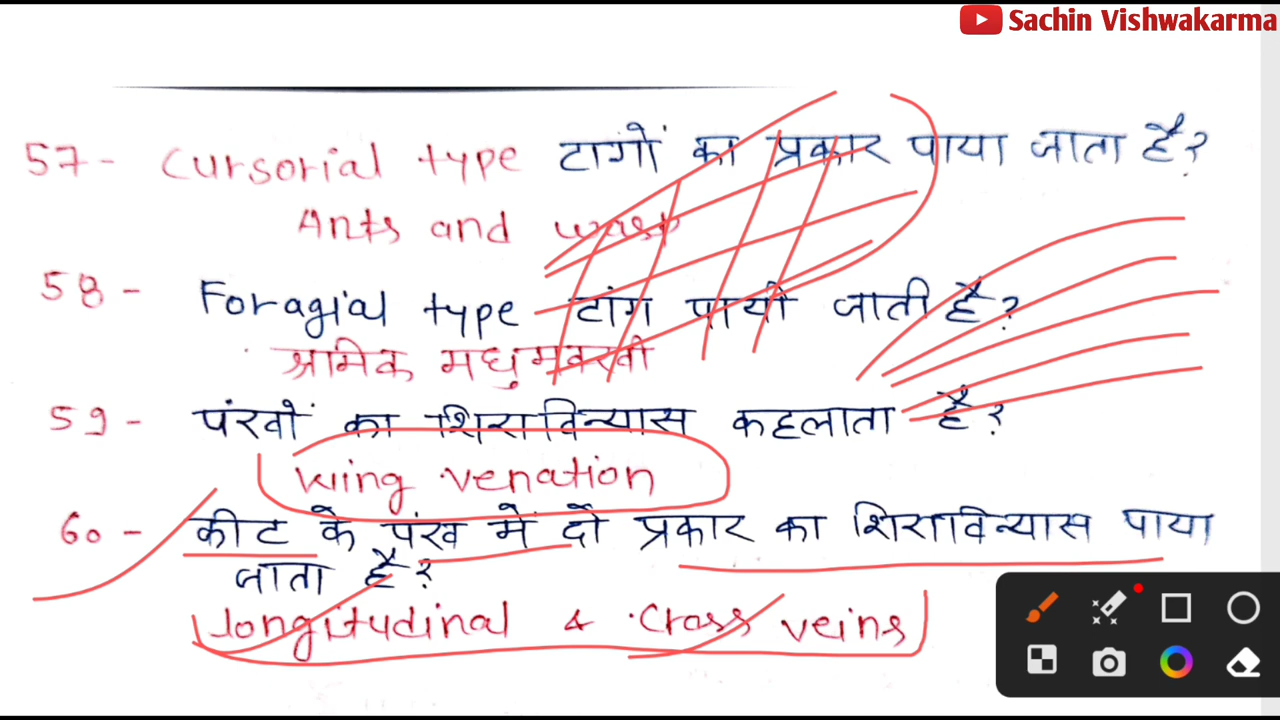 Sachin Vishwakarma
57- Cursorial type टांगों का प्रकार पाया जाता है?
Ants and wasp
58- Foragial type टांग पायी जाती है?
श्रमिक मधुमक्खी
59- पंखों का शिराविन्यास कहलाता है?
wing venation
60- कीट के पंख में दो प्रकार का शिराविन्यास पाया
जाता है?
longitudinal & cross veins